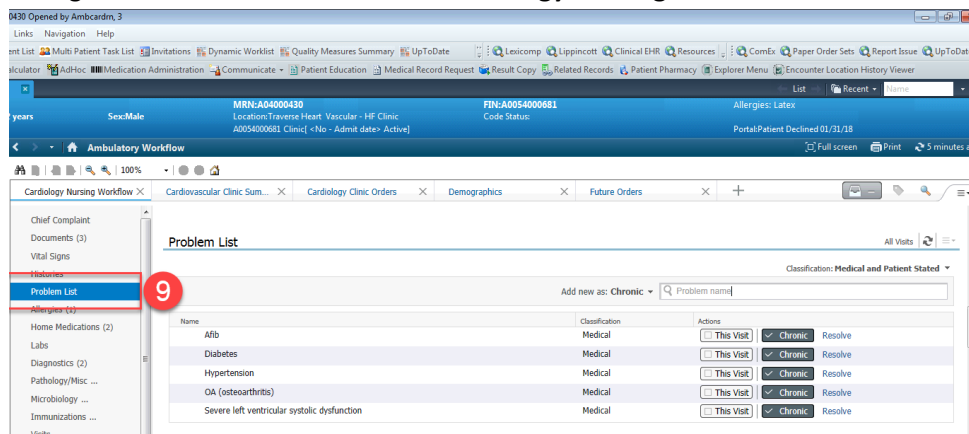 0430 Opened by Ambcardm, 3
Links Navigation Help
ent List Multi Patient Task List Invitations Dynamic Worklist Quality Measures Summary UpToDate Lexicomp Lippincott Clinical EHR Resources ComEx Paper Order Sets Report Issue UpToDat
alculator AdHoc Medication Administration Communicate Patient Education Medical Record Request Result Copy Related Records Patient Pharmacy Explorer Menu Encounter Location History Viewer
List Recent Name
MRN:A04000430 FIN:A0054000681 Allergies: Latex
years Sex:Male Location:Traverse Heart Vascular - HF Clinic Code Status:
A0054000681 Clinic[ <No - Admit date> Active] Portal:Patient Declined 01/31/18
Ambulatory Workflow Full screen Print 5 minutes a
100%
Cardiology Nursing Workflow Cardiovascular Clinic Sum... Cardiology Clinic Orders Demographics Future Orders
Chief Complaint
Documents (3)
Vital Signs
Histories
Problem List
Allergies (1)
Home Medications (2)
Labs
Diagnostics (2)
Pathology/Misc ...
Microbiology ...
Immunizations ...
9
Problem List All Visits
Classification: Medical and Patient Stated
Add new as: Chronic Problem name
Name Classification Actions
Afib Medical This Visit Chronic Resolve
Diabetes Medical This Visit Chronic Resolve
Hypertension Medical This Visit Chronic Resolve
OA (osteoarthritis) Medical This Visit Chronic Resolve
Severe left ventricular systolic dysfunction Medical This Visit Chronic Resolve